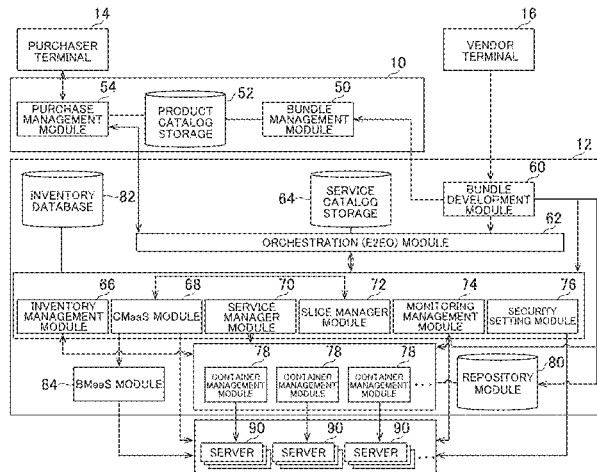 14
16
PURCHASER
TERMINAL
VENDOR
TERMINAL
10
54
52
50
PURCHASE
MANAGEMENT
MODULE
PRODUCT
CATALOG
STORAGE
BUNDLE
MANAGEMENT
MODULE
12
INVENTORY
DATABASE
82
64
SERVICE
CATALOG
STORAGE
60
BUNDLE
DEVELOPMENT
MODULE
62
ORCHESTRATION (E2EO) MODULE
66
68
70
72
74
76
INVENTORY
MANAGEMENT
MODULE
CMaaS MODULE
SERVICE
MANAGER
MODULE
SLICE MANAGER
MODULE
MONITORING
MANAGEMENT
MODULE
SECURITY
SETTING MODULE
78
78
78
80
84
BMaaS MODULE
CONTAINER
MANAGEMENT
MODULE
CONTAINER
MANAGEMENT
MODULE
CONTAINER
MANAGEMENT
MODULE
...
REPOSITORY
MODULE
90
90
90
SERVER
SERVER
SERVER
...